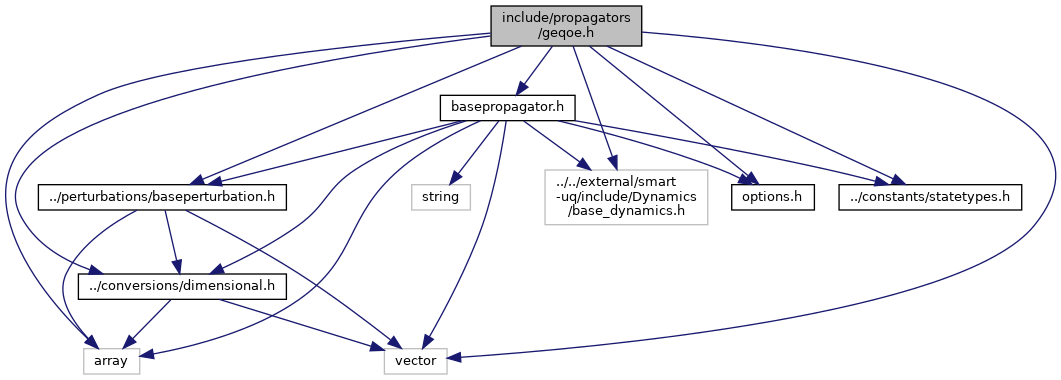 include/propagators
/geqoe.h
basepropagator.h
../perturbations/baseperturbation.h
string
../../external/smart
-uq/include/Dynamics
/base_dynamics.h
options.h
../constants/statetypes.h
../conversions/dimensional.h
array
vector